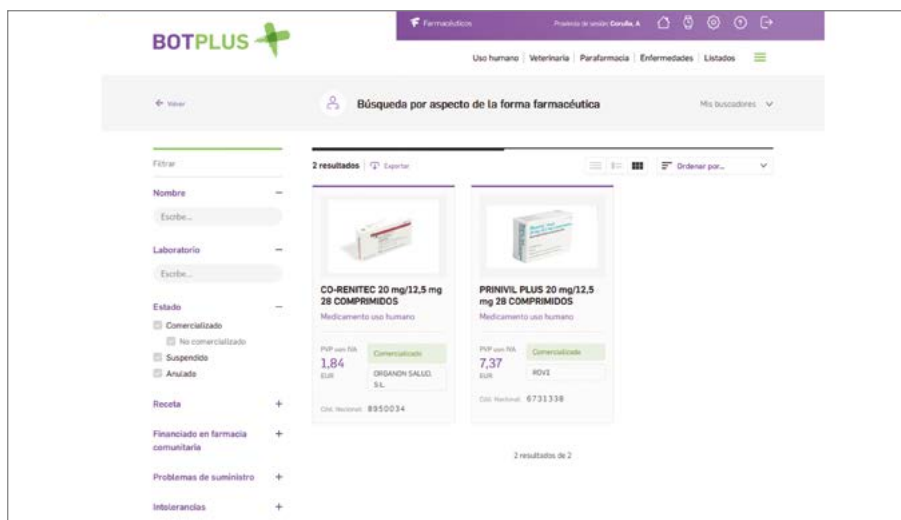 BOTPLUS
Farmacéuticos
Provincia de sesión: Coruña, A
Uso humano
Veterinaria
Parafarmacia
Enfermedades
Listados
Volver
Búsqueda por aspecto de la forma farmacéutica
Mis buscadores
Filtrar
Nombre
Escribe...
Laboratorio
Escribe...
Estado
Comercializado
No comercializado
Suspendido
Anulado
Receta
Financiado en farmacia
comunitaria
Problemas de suministro
Intolerancias
2 resultados
Exportar
Ordenar por...
CO-RENITEC 20 mg/12,5 mg
28 COMPRIMIDOS
Medicamento uso humano
PVP con IVA
1,84
EUR
Comercializado
ORGANON SALUD,
S.L.
Cód. Nacional: 8950034
PRINIVIL PLUS 20 mg/12,5
mg 28 COMPRIMIDOS
Medicamento uso humano
PVP con IVA
7,37
EUR
Comercializado
ROVI
Cód. Nacional: 6731338
2 resultados de 2